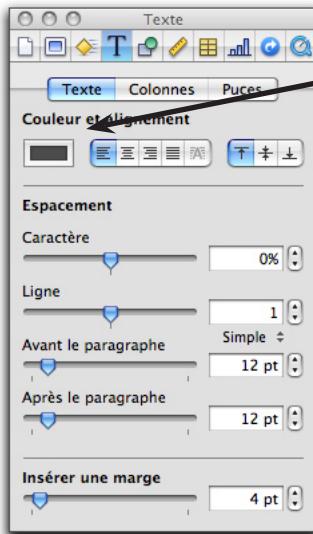 Texte
Texte Colonnes Puces
Couleur et alignement
Espacement
Caractère
0%
Ligne
1
Simple
Avant le paragraphe
12 pt
Après le paragraphe
12 pt
Insérer une marge
4 pt